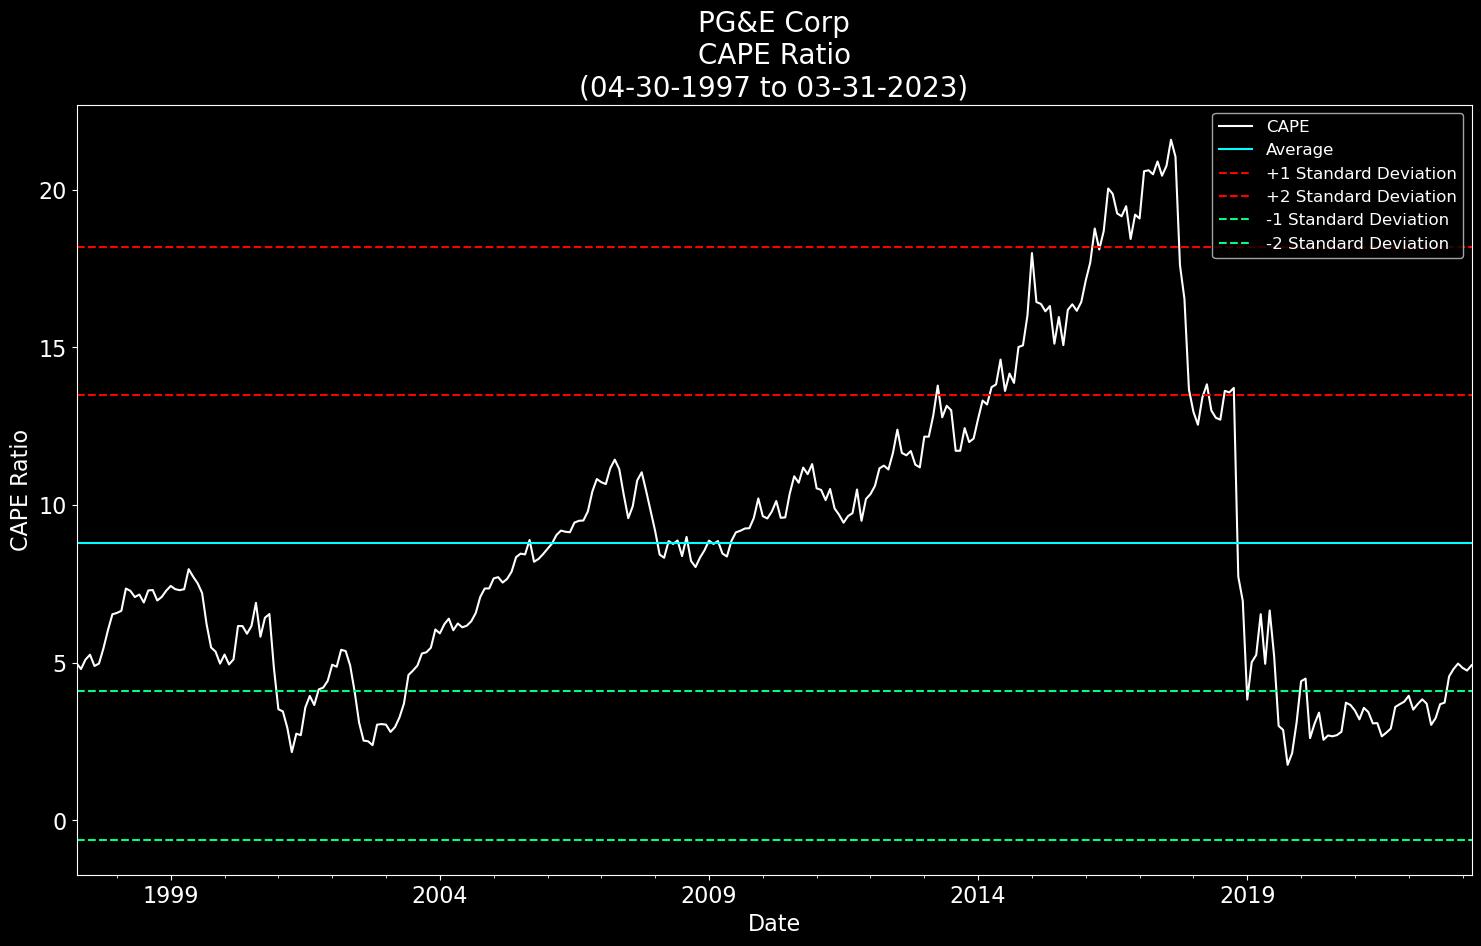 PG&E Corp
CAPE Ratio
(04-30-1997 to 03-31-2023)
CAPE
Average
+1 Standard Deviation
+2 Standard Deviation
-1 Standard Deviation
-2 Standard Deviation
CAPE Ratio
20
15
10
5
0
1999
2004
2009
2014
2019
Date